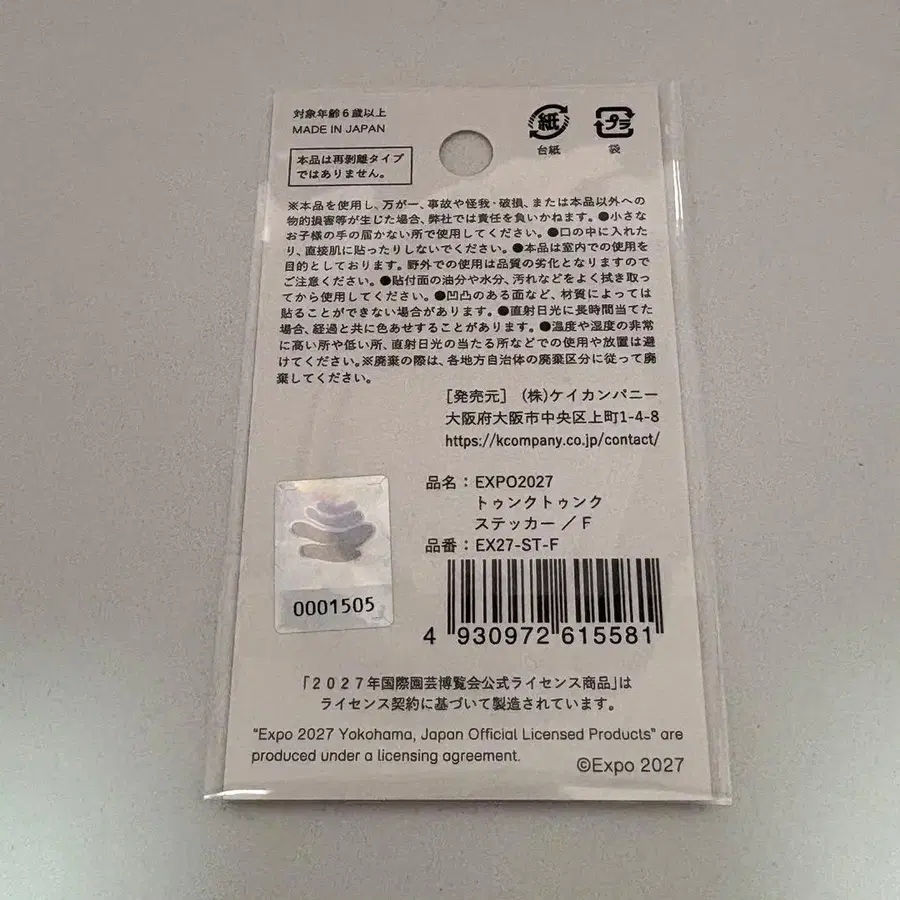 対象年齢6歳以上
MADE IN JAPAN
紙
台紙
プラ
袋
本品は再剥離タイプ
ではありません。
※本品を使用し、万が一、事故や怪我・破損、または本品以外への
物的損害等が生じた場合、弊社では責任を負いかねます。●小さな
お子様の手の届かない所で使用してください。●口の中に入れた
り、直接肌に貼ったりしないでください。●本品は室内での使用を
目的としております。野外での使用は品質の劣化となりますので
ご注意ください。●貼付面の油分や水分、汚れなどをよく拭き取っ
てから使用してください。●凹凸のある面など、材質によっては
貼ることができない場合があります。●直射日光に長時間当てた
場合、経過と共に色あせすることがあります。●温度や湿度の非常
に高い所や低い所、直射日光の当たる所などでの使用や放置は避
けてください。※廃棄の際は、各地方自治体の廃棄区分に従って廃
棄してください。
[発売元] (株)ケイカンパニー
大阪府大阪市中央区上町1-4-8
https://kcompany.co.jp/contact/
品名：EXPO2027
トゥンクトゥンク
ステッカー／F
品番：EX27-ST-F
0001505
4 930972 615581
「2027年国際園芸博覧会公式ライセンス商品」は
ライセンス契約に基づいて製造されています。
"Expo 2027 Yokohama, Japan Official Licensed Products" are
produced under a licensing agreement.
©Expo 2027